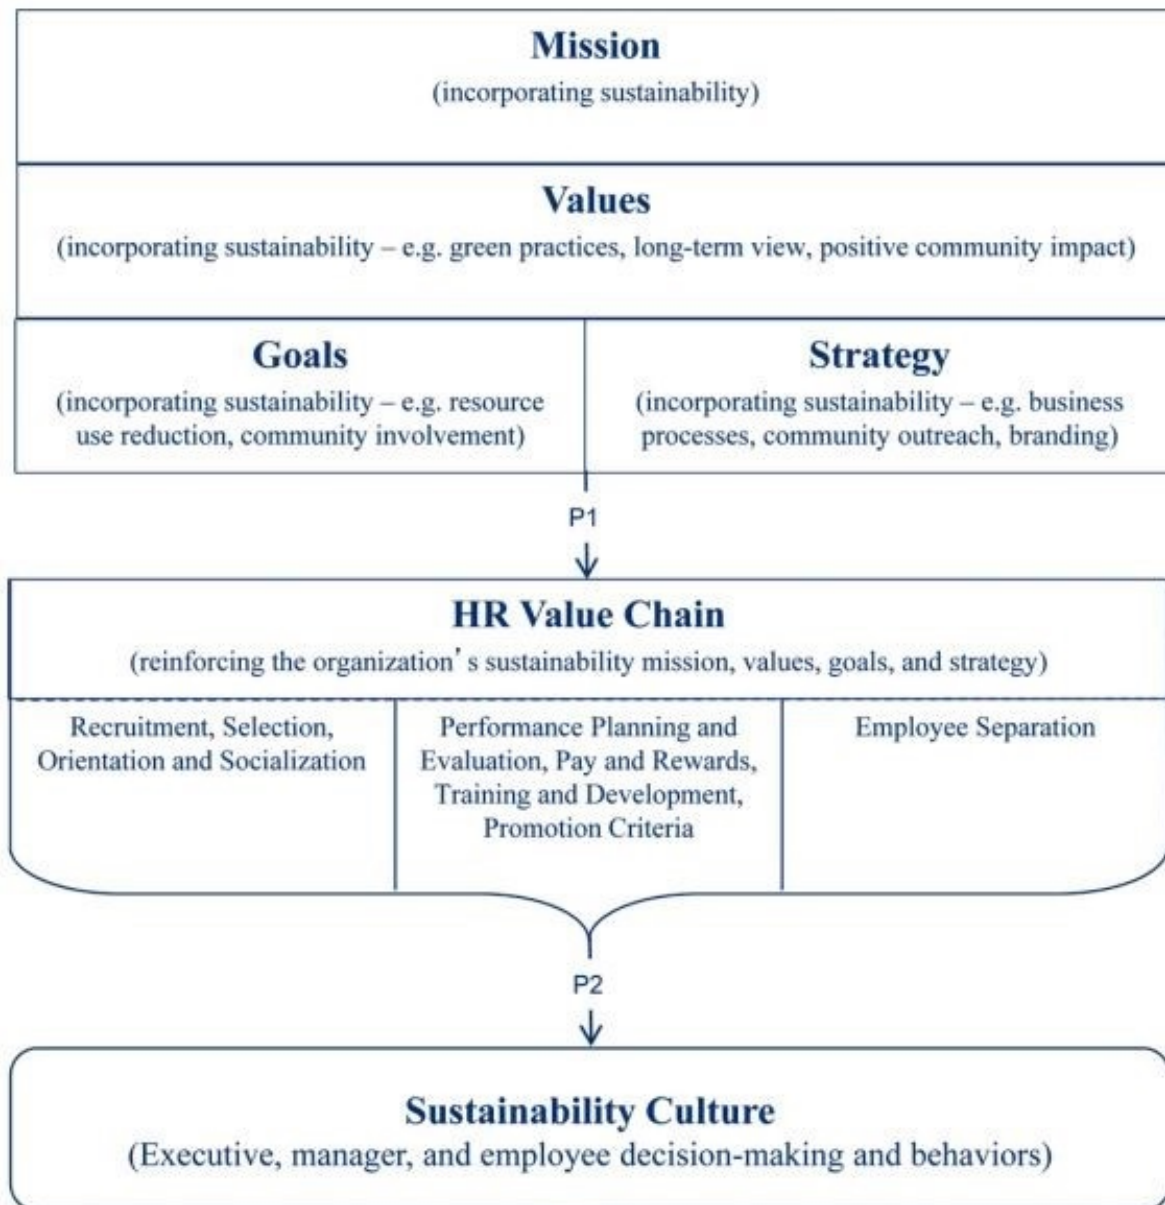 Mission
(incorporating sustainability)
Values
(incorporating sustainability – e.g. green practices, long-term view, positive community impact)
Goals
(incorporating sustainability – e.g. resource
use reduction, community involvement)
Strategy
(incorporating sustainability – e.g. business
processes, community outreach, branding)
P1
HR Value Chain
(reinforcing the organization's sustainability mission, values, goals, and strategy)
Recruitment, Selection,
Orientation and Socialization
Performance Planning and
Evaluation, Pay and Rewards,
Training and Development,
Promotion Criteria
Employee Separation
P2
Sustainability Culture
(Executive, manager, and employee decision-making and behaviors)